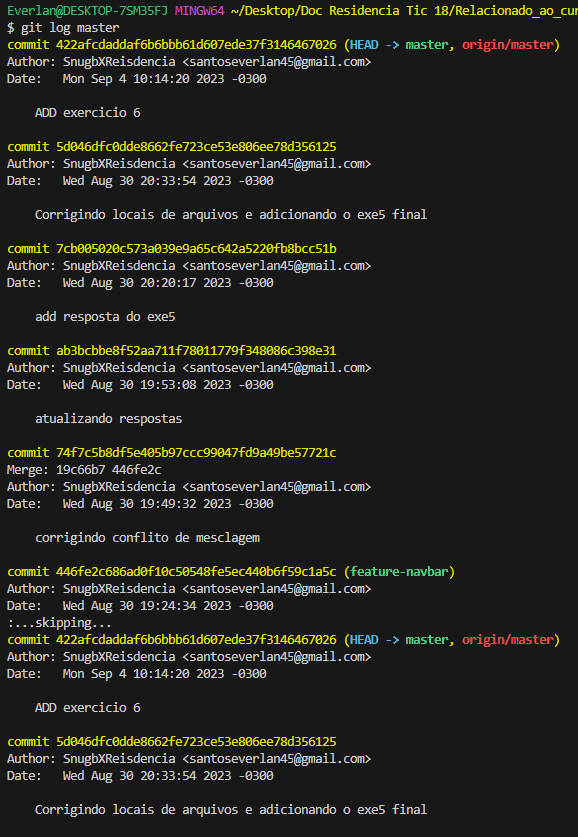 Everlan@DESKTOP-7SM35FJ MINGW64 ~/Desktop/Doc Residencia Tic 18/Relacionado_ao_cur
$ git log master
commit 422afcdaddaf6b6bbb61d607ede37f3146467026 (HEAD -> master, origin/master)
Author: SnugbXReisdencia <santoseverlan45@gmail.com>
Date:   Mon Sep 4 10:14:20 2023 -0300

    ADD exercicio 6

commit 5d046dfc0dde8662fe723ce53e806ee78d356125
Author: SnugbXReisdencia <santoseverlan45@gmail.com>
Date:   Wed Aug 30 20:33:54 2023 -0300

    Corrigindo locais de arquivos e adicionando o exe5 final

commit 7cb005020c573a039e9a65c642a5220fb8bcc51b
Author: SnugbXReisdencia <santoseverlan45@gmail.com>
Date:   Wed Aug 30 20:20:17 2023 -0300

    add resposta do exe5

commit ab3bcbbe8f52aa711f78011779f348086c398e31
Author: SnugbXReisdencia <santoseverlan45@gmail.com>
Date:   Wed Aug 30 19:53:08 2023 -0300

    atualizando respostas

commit 74f7c5b8df5e405b97ccc99047fd9a49be57721c
Merge: 19c66b7 446fe2c
Author: SnugbXReisdencia <santoseverlan45@gmail.com>
Date:   Wed Aug 30 19:49:32 2023 -0300

    corrigindo conflito de mesclagem

commit 446fe2c686ad0f10c50548fe5ec440b6f59c1a5c (feature-navbar)
Author: SnugbXReisdencia <santoseverlan45@gmail.com>
Date:   Wed Aug 30 19:24:34 2023 -0300
:...skipping...
commit 422afcdaddaf6b6bbb61d607ede37f3146467026 (HEAD -> master, origin/master)
Author: SnugbXReisdencia <santoseverlan45@gmail.com>
Date:   Mon Sep 4 10:14:20 2023 -0300

    ADD exercicio 6

commit 5d046dfc0dde8662fe723ce53e806ee78d356125
Author: SnugbXReisdencia <santoseverlan45@gmail.com>
Date:   Wed Aug 30 20:33:54 2023 -0300

    Corrigindo locais de arquivos e adicionando o exe5 final